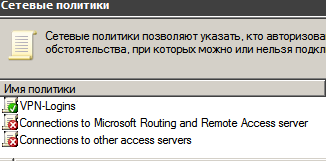 Сетевые политики
Сетевые политики позволяют указать, кто авторизова
обстоятельства, при которых можно или нельзя подкл
Имя политики
VPN-Logins
Connections to Microsoft Routing and Remote Access server
Connections to other access servers